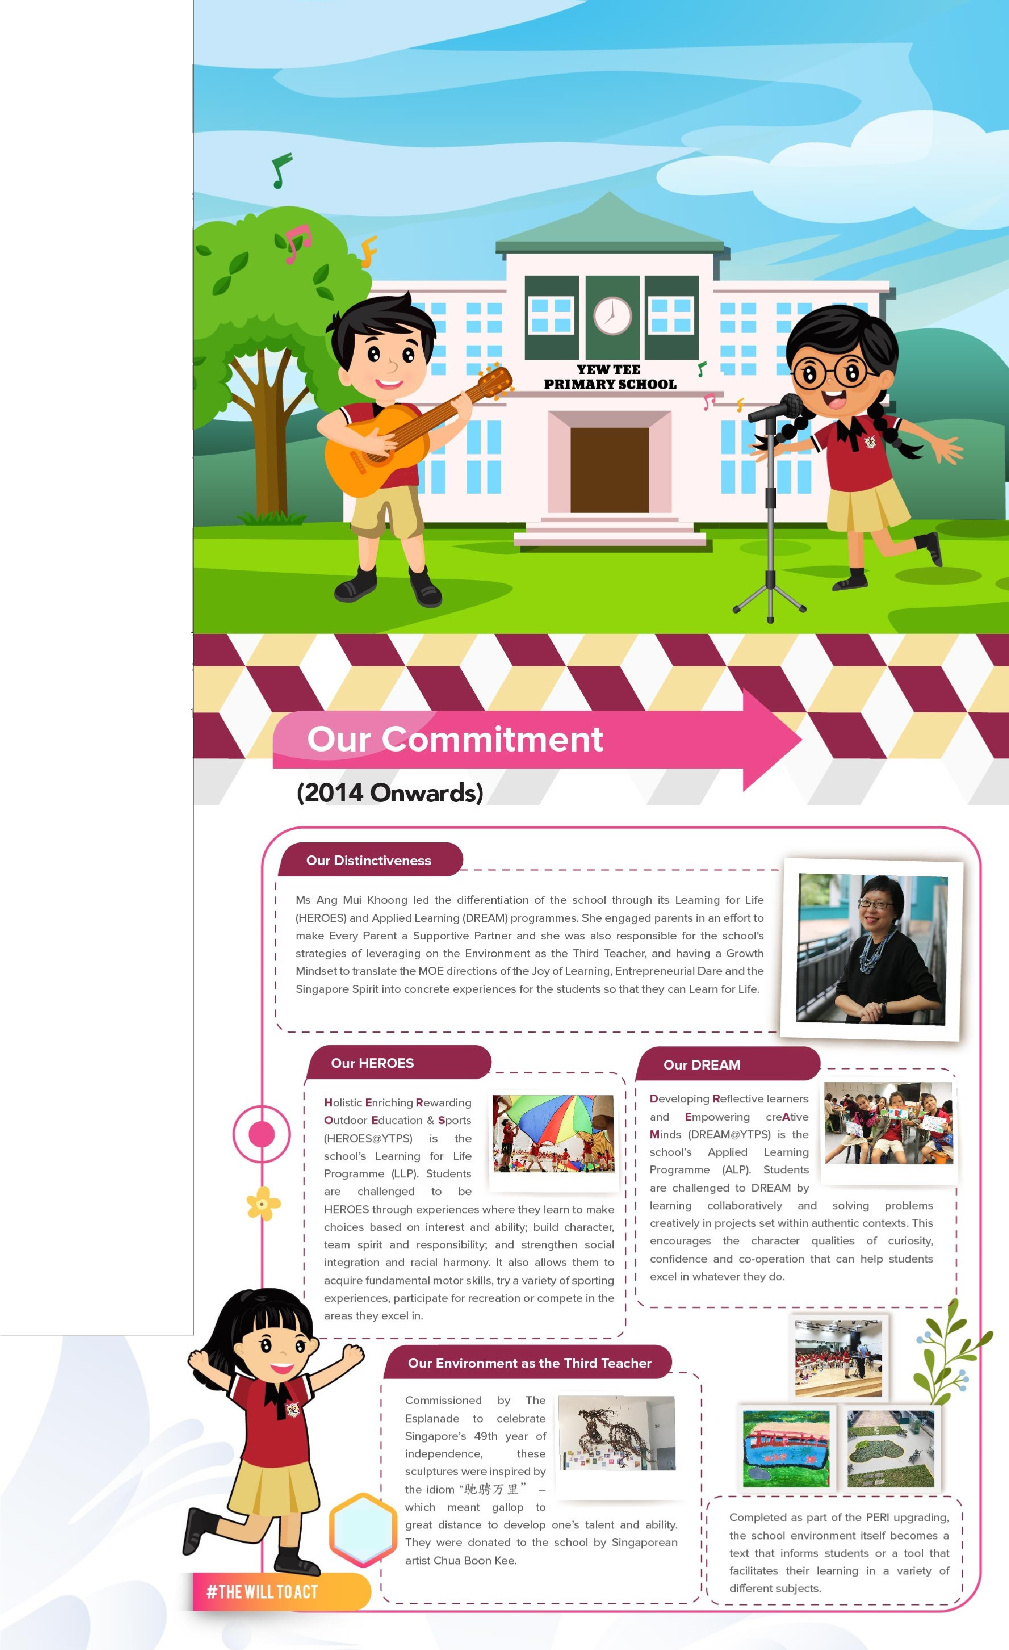 YEW TEE
PRIMARY SCHOOL
Our Commitment
(2014 Onwards)
Our Distinctiveness
Ms Ang Mui Khoong led the differentiation of the school through its Learning for Life
(HEROES) and Applied Learning (DREAM) programmes. She engaged parents in an effort to
make Every Parent a Supportive Partner and she was also responsible for the school's
strategies of leveraging on the Environment as the Third Teacher, and having a Growth
Mindset to translate the MOE directions of the Joy of Learning, Entrepreneurial Dare and the
Singapore Spirit into concrete experiences for the students so that they can Learn for Life.
Our HEROES
Holistic Enriching Rewarding
Outdoor Education & Sports
(HEROES@YTPS) is the
school's Learning for Life
Programme (LLP). Students
are challenged to be
HEROES through experiences where they learn to make
choices based on interest and ability; build character,
team spirit and responsibility; and strengthen social
integration and racial harmony. It also allows them to
acquire fundamental motor skills, try a variety of sporting
experiences, participate for recreation or compete in the
areas they excel in.
Our DREAM
Developing Reflective learners
and Empowering creAtive
Minds (DREAM@YTPS) is the
school's Applied Learning
Programme (ALP). Students
are challenged to DREAM by
learning collaboratively and solving problems
creatively in projects set within authentic contexts. This
encourages the character qualities of curiosity,
confidence and co-operation that can help students
excel in whatever they do.
Our Environment as the Third Teacher
Commissioned by The
Esplanade to celebrate
Singapore's 49th year of
independence, these
sculptures were inspired by
the idiom "驰骋万里" –
which meant gallop to
great distance to develop one's talent and ability.
They were donated to the school by Singaporean
artist Chua Boon Kee.
Completed as part of the PERI upgrading,
the school environment itself becomes a
text that informs students or a tool that
facilitates their learning in a variety of
different subjects.
#THE WILL TO ACT